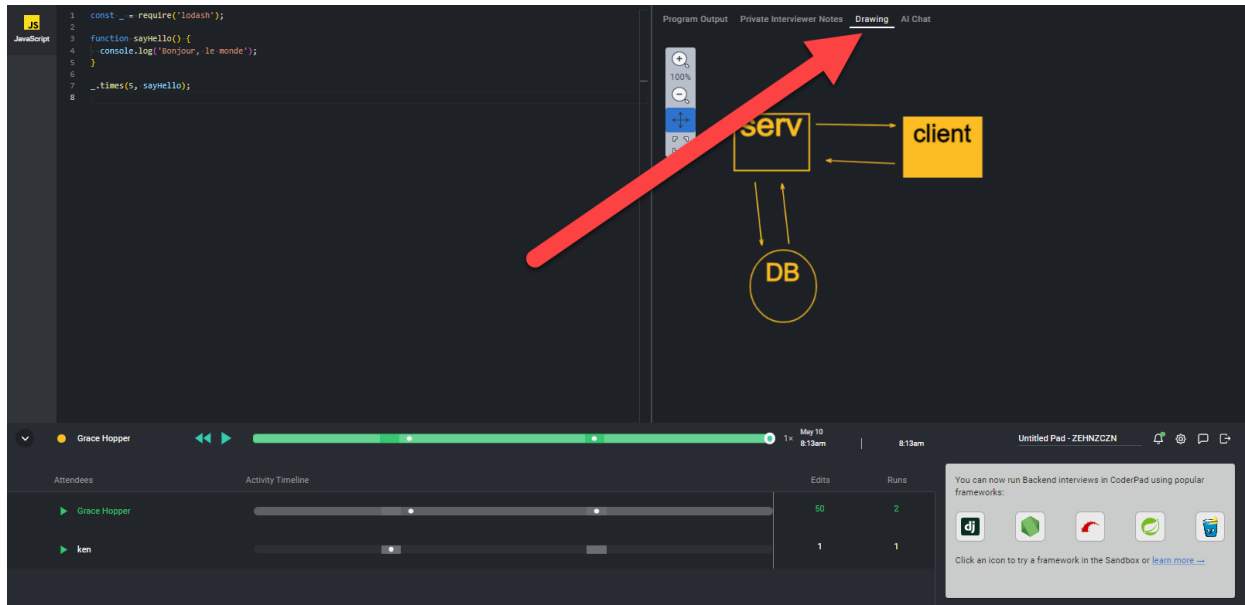 JS
JavaScript
1 const _ = require('lodash');
2
3 function sayHello() {
4 console.log('Bonjour, le monde');
5 }
6
7 _.times(5, sayHello);
8
Program Output Private Interviewer Notes Drawing AI Chat
100%
serv
client
DB
Grace Hopper
1×
May 10
8:13am
8:13am
Untitled Pad - ZEHNZCZN
Attendees Activity Timeline Edits Runs
Grace Hopper 50 2
ken 1 1
You can now run Backend interviews in CoderPad using popular
frameworks:
dj
Click an icon to try a framework in the Sandbox or learn more →